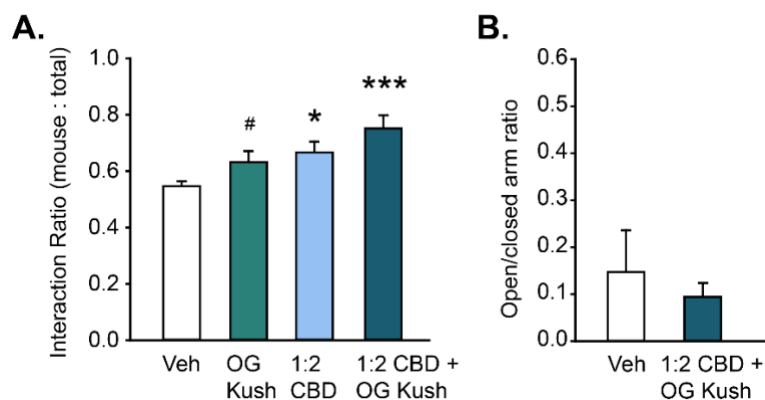 A.
Interaction Ratio (mouse : total)
1.0
0.8
0.6
0.4
0.2
0.0
#
*
***
Veh
OG
Kush
1:2
CBD
1:2 CBD +
OG Kush
B.
Open/closed arm ratio
0.6
0.5
0.4
0.3
0.2
0.1
0.0
Veh
1:2 CBD +
OG Kush